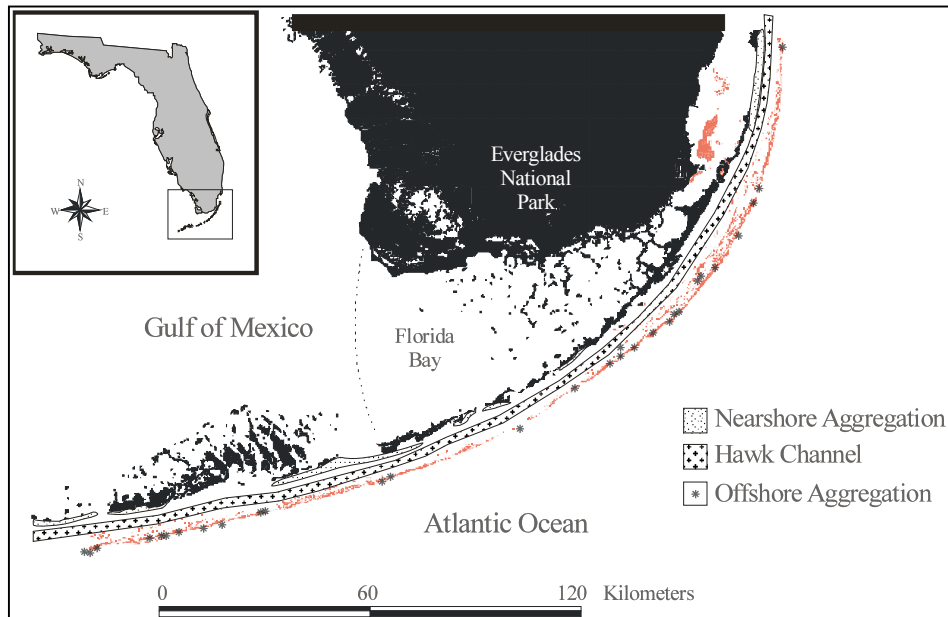 N
W E
S
Everglades
National
Park
Gulf of Mexico
Florida
Bay
Nearshore Aggregation
Hawk Channel
Offshore Aggregation
Atlantic Ocean
0 60 120 Kilometers